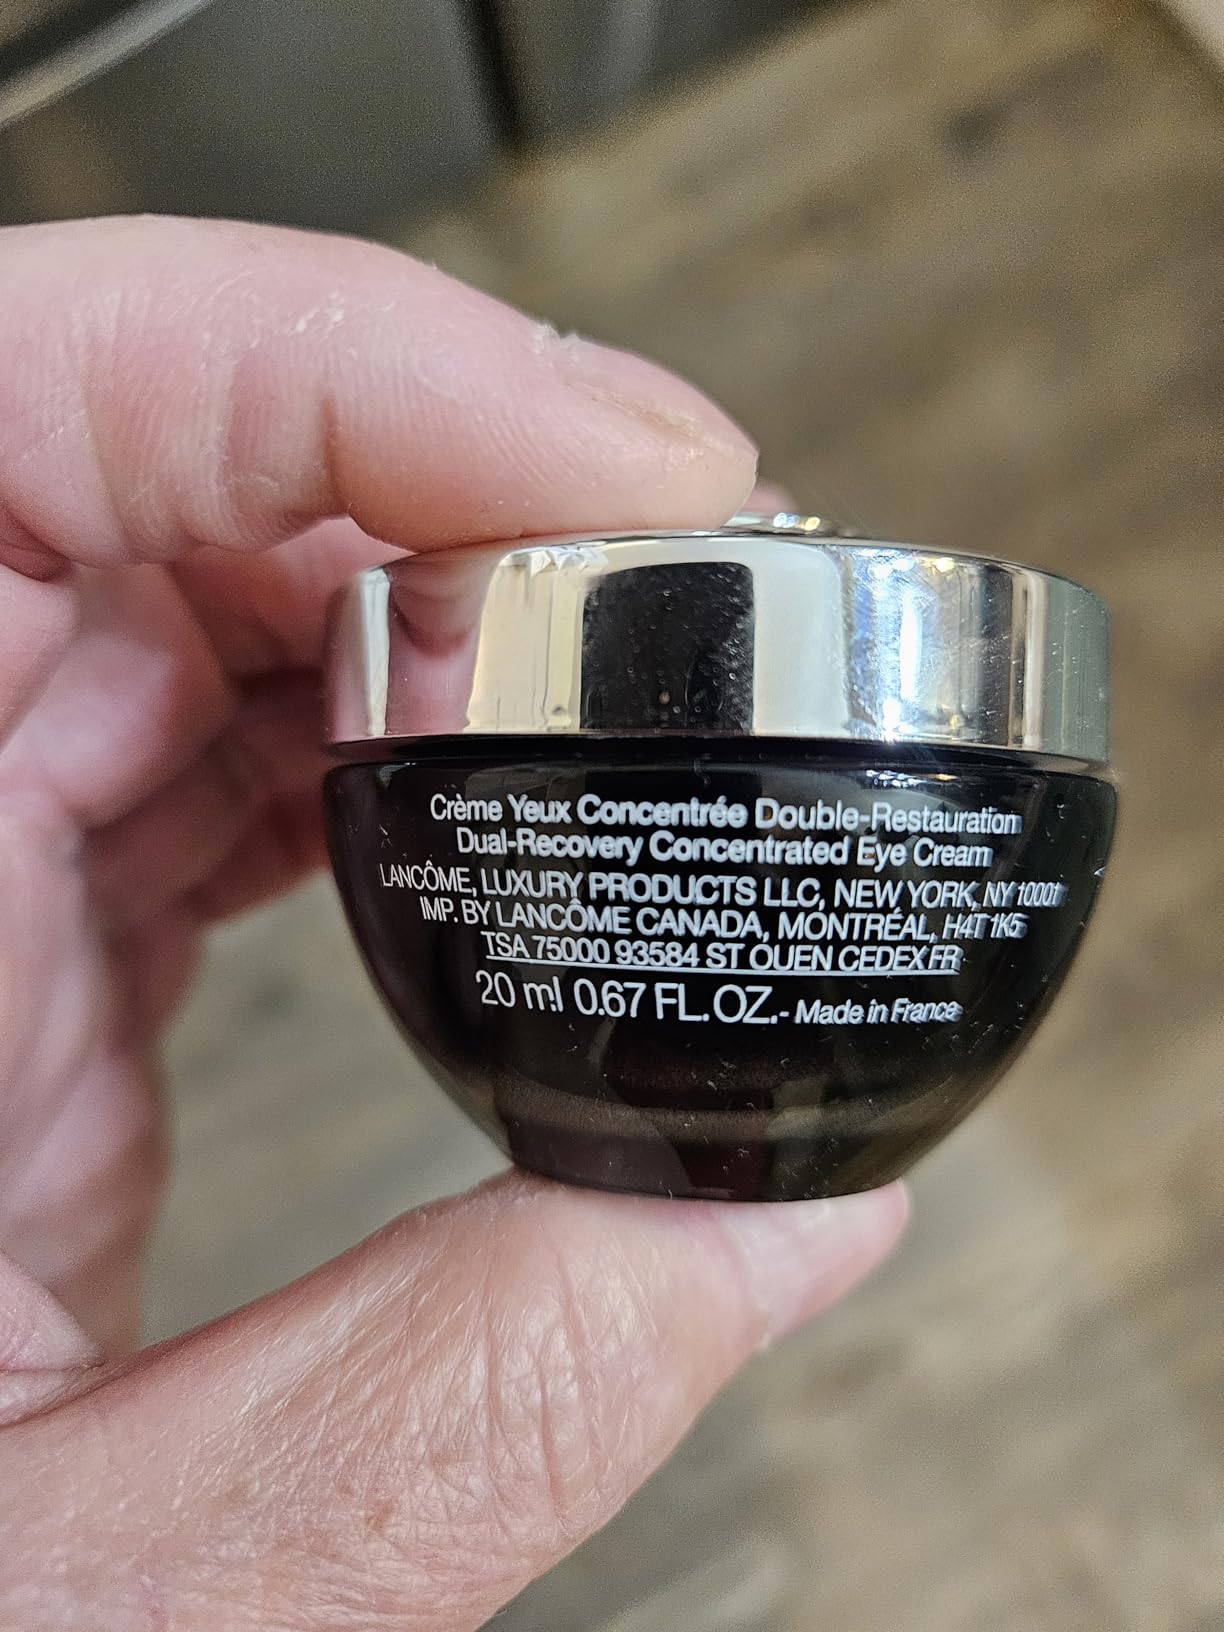 Crème Yeux Concentrée Double-Restauration
Dual-Recovery Concentrated Eye Cream
LANCÔME, LUXURY PRODUCTS LLC, NEW YORK, NY 10001
IMP. BY LANCÔME CANADA, MONTRÉAL, H4T 1K5
TSA 75000 93584 ST OUEN CEDEX FR
20 ml 0.67 FL.OZ.- Made in France